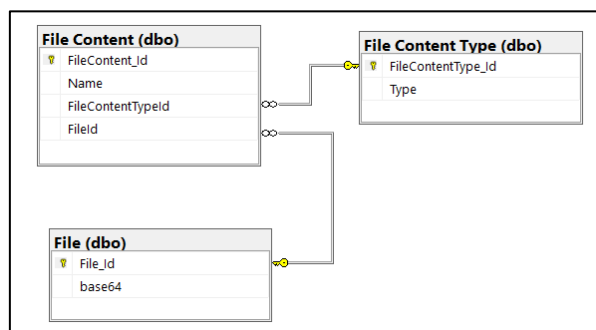 File Content (dbo)
FileContent_Id
Name
FileContentTypeId
FileId
File Content Type (dbo)
FileContentType_Id
Type
File (dbo)
File_Id
base64